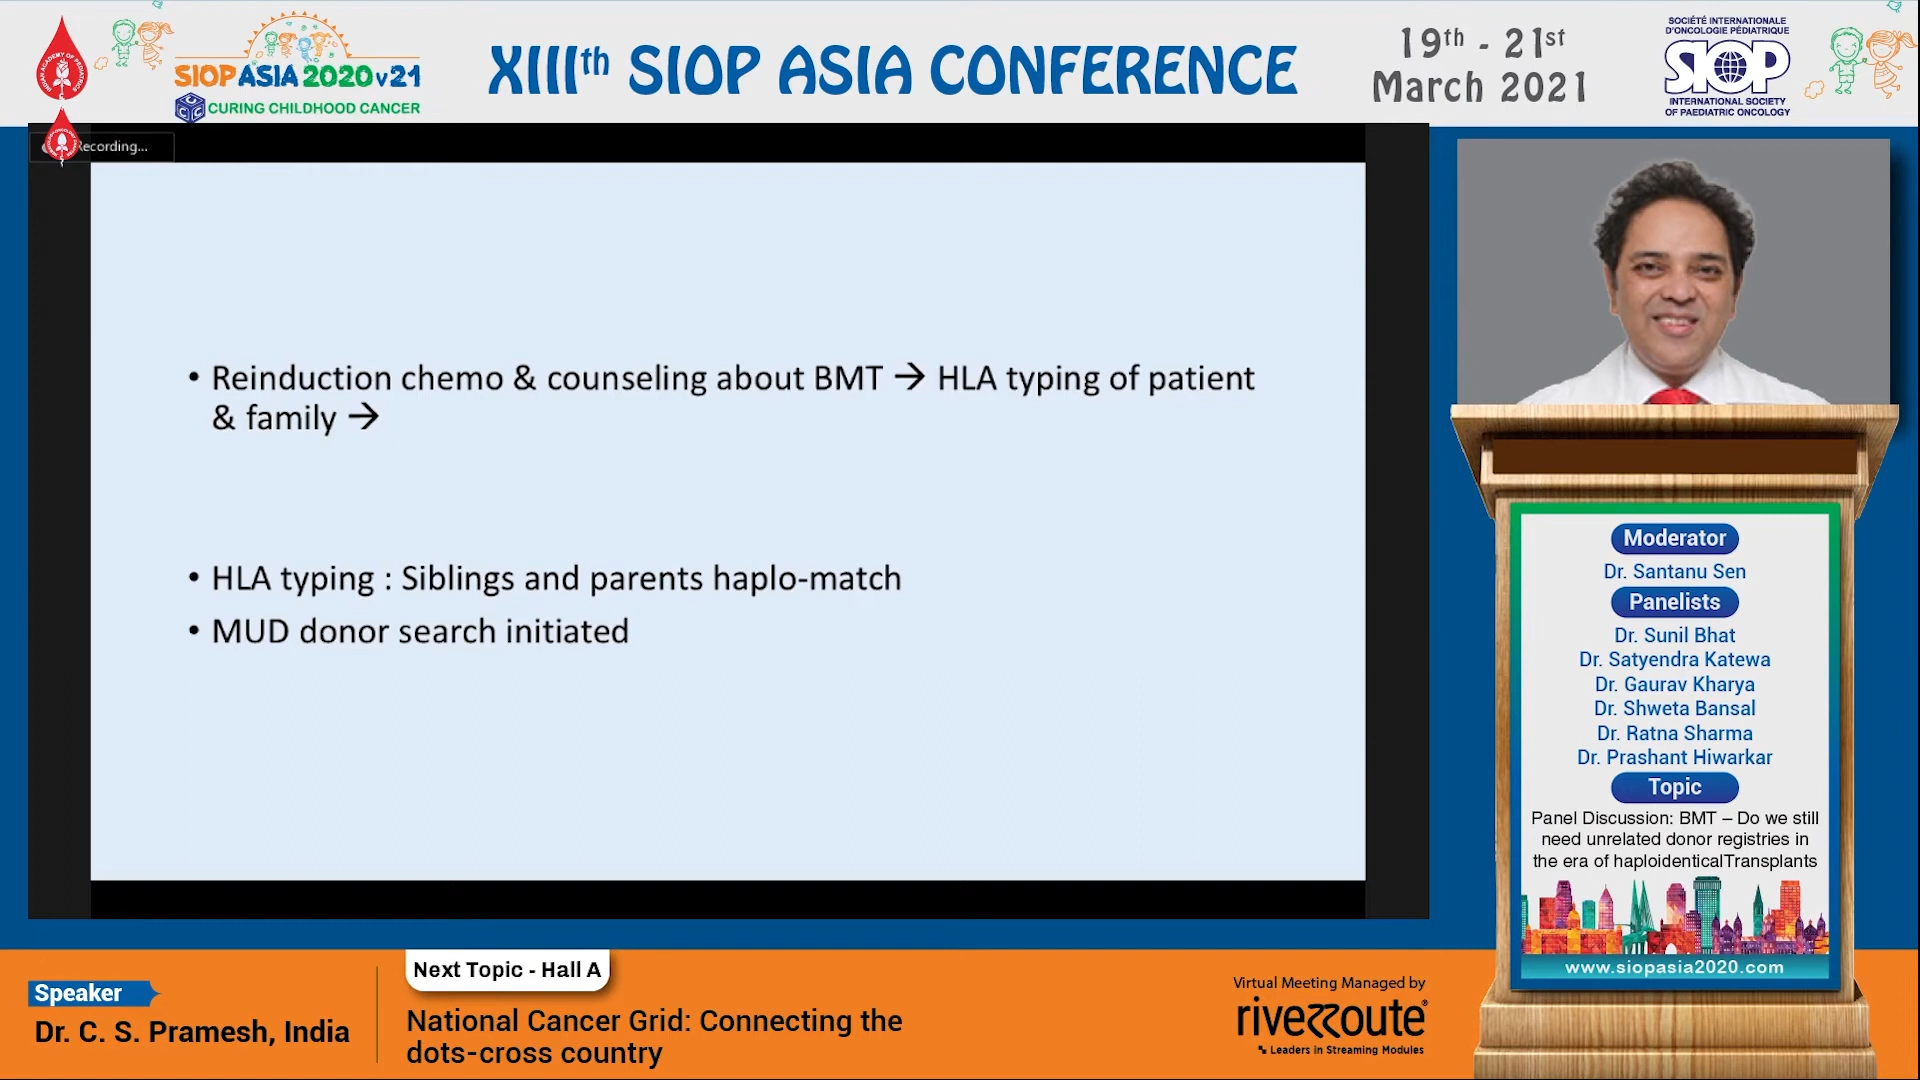 SIOP ASIA 2020 v21
CURING CHILDHOOD CANCER
XIIIth SIOP ASIA CONFERENCE
19th - 21st
March 2021
SOCIÉTÉ INTERNATIONALE
D'ONCOLOGIE PÉDIATRIQUE
SIOP
INTERNATIONAL SOCIETY
OF PAEDIATRIC ONCOLOGY
Recording...
• Reinduction chemo & counseling about BMT → HLA typing of patient
& family →
• HLA typing : Siblings and parents haplo-match
• MUD donor search initiated
Moderator
Dr. Santanu Sen
Panelists
Dr. Sunil Bhat
Dr. Satyendra Katewa
Dr. Gaurav Kharya
Dr. Shweta Bansal
Dr. Ratna Sharma
Dr. Prashant Hiwarkar
Topic
Panel Discussion: BMT – Do we still
need unrelated donor registries in
the era of haploidenticalTransplants
www.siopasia2020.com
Speaker
Dr. C. S. Pramesh, India
Next Topic - Hall A
National Cancer Grid: Connecting the
dots-cross country
Virtual Meeting Managed by
riverroute®
Leaders in Streaming Modules